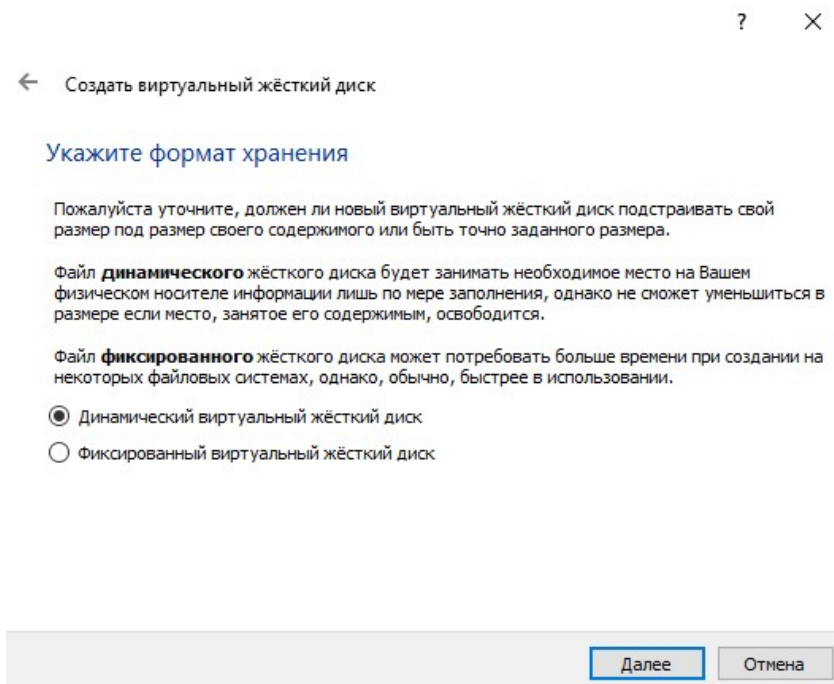 ?
Создать виртуальный жёсткий диск
Укажите формат хранения
Пожалуйста уточните, должен ли новый виртуальный жёсткий диск подстраивать свой
размер под размер своего содержимого или быть точно заданного размера.
Файл динамического жёсткого диска будет занимать необходимое место на Вашем
физическом носителе информации лишь по мере заполнения, однако не сможет уменьшиться в
размере если место, занятое его содержимым, освободится.
Файл фиксированного жёсткого диска может потребовать больше времени при создании на
некоторых файловых системах, однако, обычно, быстрее в использовании.
Динамический виртуальный жёсткий диск
Фиксированный виртуальный жёсткий диск
Далее Отмена